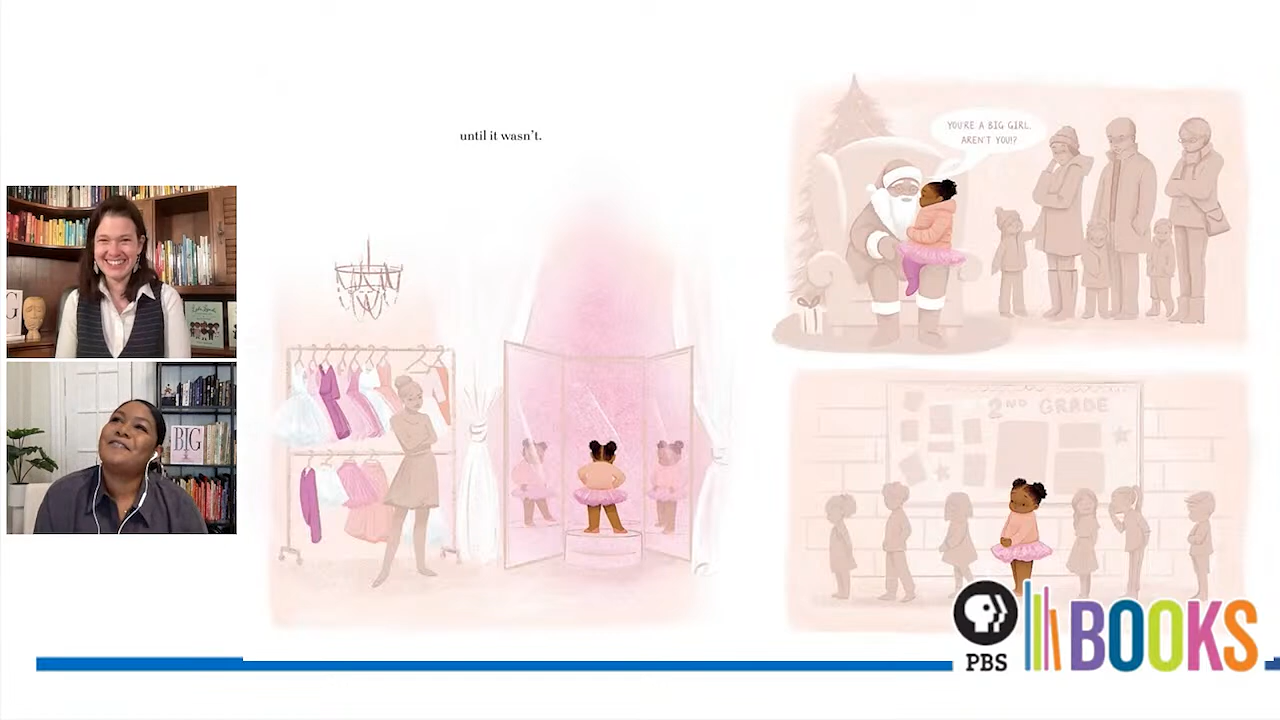 until it wasn't.
YOU'RE A BIG GIRL,
AREN'T YOU!?
2ND GRADE
BIG
G
PBS
BOOKS